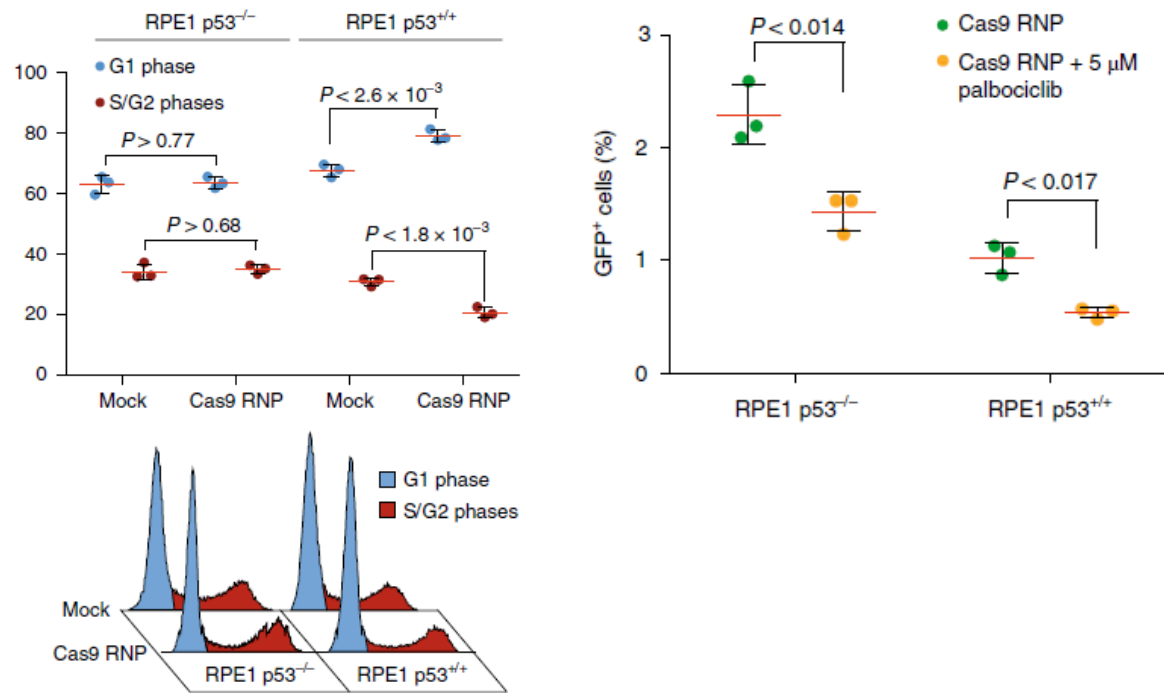 RPE1 p53⁻/⁻ RPE1 p53⁺/⁺
G1 phase
S/G2 phases
P > 0.77
P < 2.6 × 10⁻³
P > 0.68
P < 1.8 × 10⁻³
100
80
60
40
20
0
Mock Cas9 RNP Mock Cas9 RNP
G1 phase
S/G2 phases
Mock
Cas9 RNP
RPE1 p53⁻/⁻ RPE1 p53⁺/⁺
Cas9 RNP
Cas9 RNP + 5 μM
palbociclib
P < 0.014
P < 0.017
GFP⁺ cells (%)
3
2
1
0
RPE1 p53⁻/⁻ RPE1 p53⁺/⁺